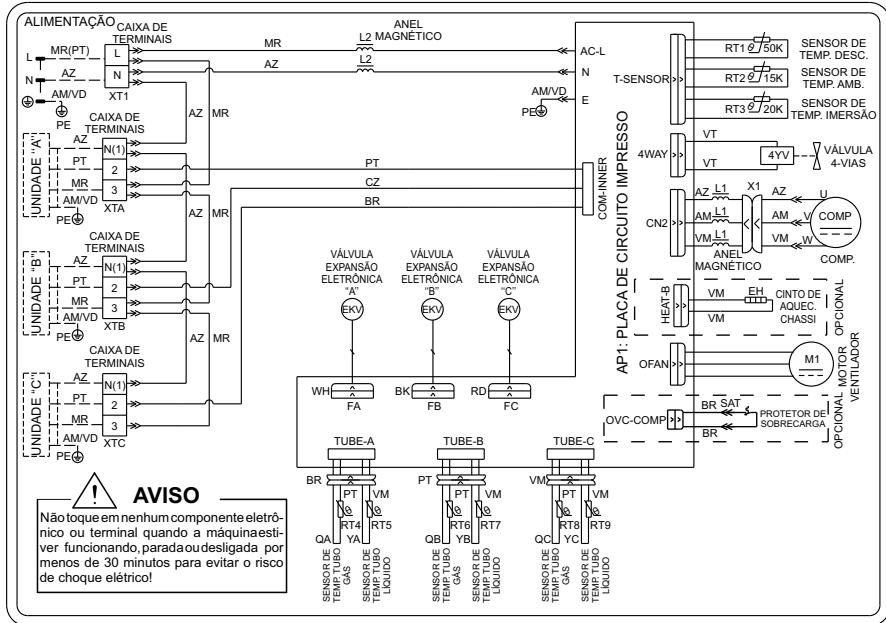 ALIMENTAÇÃO
CAIXA DE
TERMINAIS
L
MR(PT)
L
N
AZ
N
AM/VD
PE
XT1
MR
L2
ANEL
MAGNÉTICO
AC-L
AZ
L2
N
AM/VD
PE
E
AZ
MR
CAIXA DE
TERMINAIS
UNIDADE "A"
AZ
N(1)
PT
2
MR
3
AM/VD
PE
XTA
PT
CZ
BR
COM-INNER
AZ
MR
CAIXA DE
TERMINAIS
UNIDADE "B"
AZ
N(1)
PT
2
MR
3
AM/VD
PE
XTB
AZ
MR
CAIXA DE
TERMINAIS
UNIDADE "C"
AZ
N(1)
PT
2
MR
3
AM/VD
PE
XTC
VÁLVULA
EXPANSÃO
ELETRÔNICA
"A"
EKV
VÁLVULA
EXPANSÃO
ELETRÔNICA
"B"
EKV
VÁLVULA
EXPANSÃO
ELETRÔNICA
"C"
EKV
WH
FA
BK
FB
RD
FC
AP1: PLACA DE CIRCUITO IMPRESSO
T-SENSOR
RT1 50K
SENSOR DE
TEMP. DESC.
RT2 15K
SENSOR DE
TEMP. AMB.
RT3 20K
SENSOR DE
TEMP. IMERSÃO
4WAY
VT
VT
4YV
VÁLVULA
4-VIAS
CN2
AZ L1
AM L1
VM L1
ANEL
MAGNÉTICO
X1
AZ U
AM V
VM W
COMP
COMP.
HEAT-B
VM
EH
VM
CINTO DE
AQUEC.
CHASSI
OPCIONAL
OFAN
M1
MOTOR
VENTILADOR
OVC-COMP
BR SAT
BR
PROTETOR DE
SOBRECARGA
OPCIONAL
TUBE-A
BR
PT
VM
RT4
RT5
QA
YA
SENSOR DE
TEMP. TUBO
GÁS
SENSOR DE
TEMP. TUBO
LÍQUIDO
TUBE-B
PT
PT
VM
RT6
RT7
QB
YB
SENSOR DE
TEMP. TUBO
GÁS
SENSOR DE
TEMP. TUBO
LÍQUIDO
TUBE-C
VM
PT
VM
RT8
RT9
QC
YC
SENSOR DE
TEMP. TUBO
GÁS
SENSOR DE
TEMP. TUBO
LÍQUIDO
AVISO
Não toque em nenhum componente eletrô-
nico ou terminal quando a máquina esti-
ver funcionando, parada ou desligada por
menos de 30 minutos para evitar o risco
de choque elétrico!